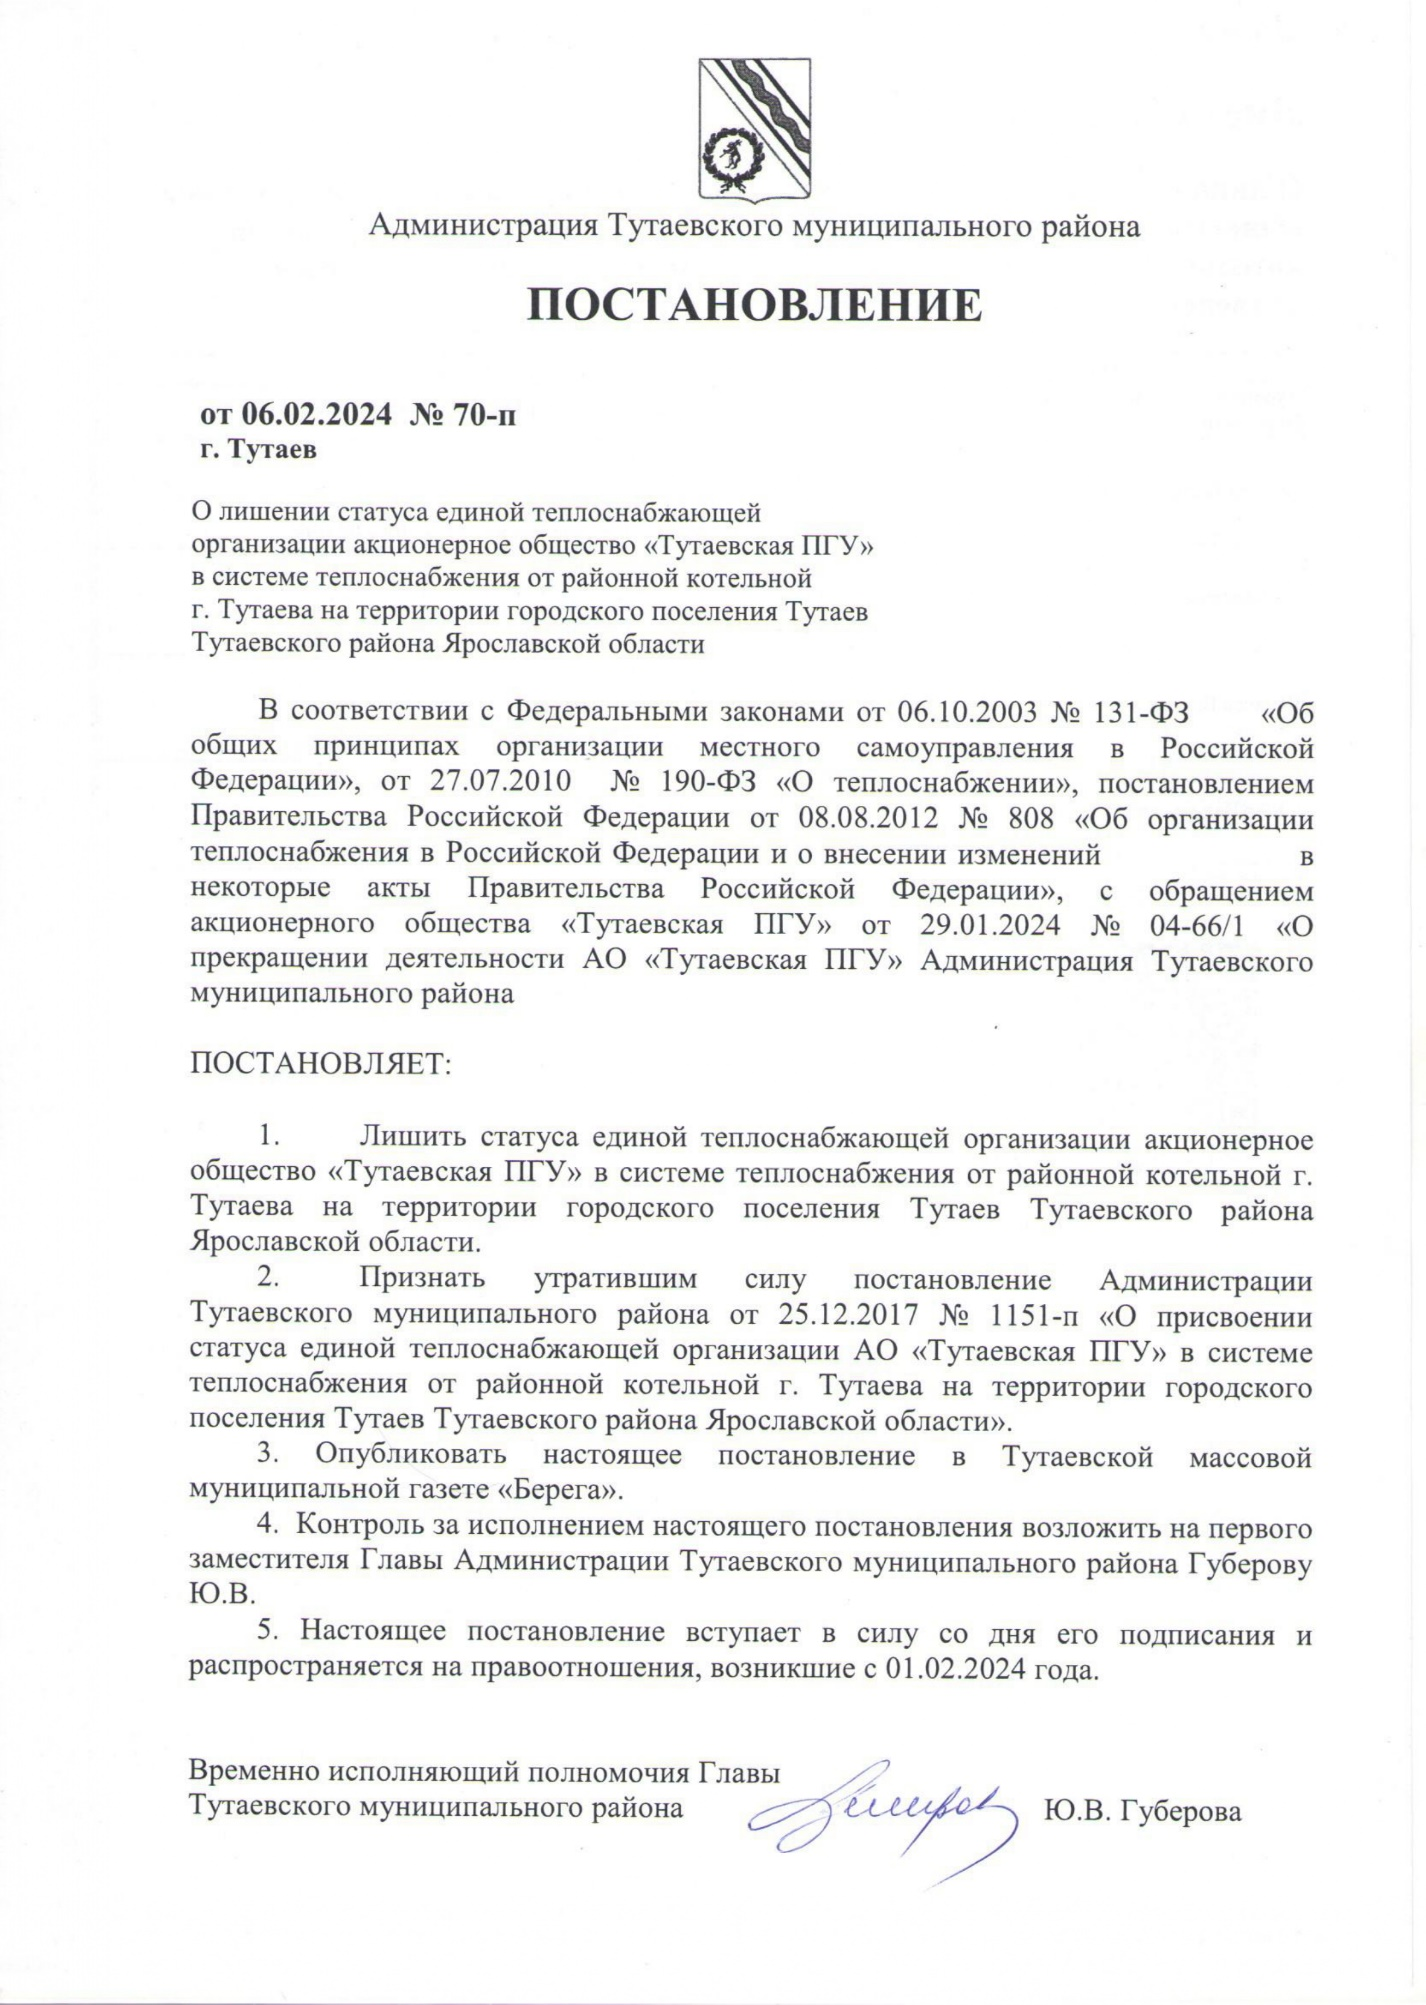 Администрация Тутаевского муниципального района
ПОСТАНОВЛЕНИЕ
от 06.02.2024 № 70-п
г. Тутаев
О лишении статуса единой теплоснабжающей
организации акционерное общество «Тутаевская ПГУ»
в системе теплоснабжения от районной котельной
г. Тутаева на территории городского поселения Тутаев
Тутаевского района Ярославской области
В соответствии с Федеральными законами от 06.10.2003 № 131-ФЗ «Об
общих принципах организации местного самоуправления в Российской
Федерации», от 27.07.2010 № 190-ФЗ «О теплоснабжении», постановлением
Правительства Российской Федерации от 08.08.2012 № 808 «Об организации
теплоснабжения в Российской Федерации и о внесении изменений в
некоторые акты Правительства Российской Федерации», с обращением
акционерного общества «Тутаевская ПГУ» от 29.01.2024 № 04-66/1 «О
прекращении деятельности АО «Тутаевская ПГУ» Администрация Тутаевского
муниципального района
ПОСТАНОВЛЯЕТ:
1. Лишить статуса единой теплоснабжающей организации акционерное
общество «Тутаевская ПГУ» в системе теплоснабжения от районной котельной г.
Тутаева на территории городского поселения Тутаев Тутаевского района
Ярославской области.
2. Признать утратившим силу постановление Администрации
Тутаевского муниципального района от 25.12.2017 № 1151-п «О присвоении
статуса единой теплоснабжающей организации АО «Тутаевская ПГУ» в системе
теплоснабжения от районной котельной г. Тутаева на территории городского
поселения Тутаев Тутаевского района Ярославской области».
3. Опубликовать настоящее постановление в Тутаевской массовой
муниципальной газете «Берега».
4. Контроль за исполнением настоящего постановления возложить на первого
заместителя Главы Администрации Тутаевского муниципального района Губерову
Ю.В.
5. Настоящее постановление вступает в силу со дня его подписания и
распространяется на правоотношения, возникшие с 01.02.2024 года.
Временно исполняющий полномочия Главы
Тутаевского муниципального района Ю.В. Губерова